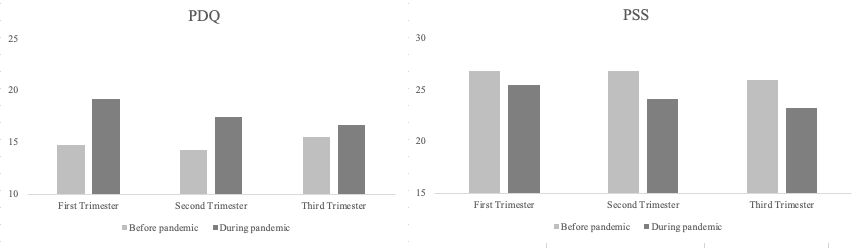 PDQ
25
20
15
10
First Trimester Second Trimester Third Trimester
Before pandemic During pandemic
PSS
30
25
20
15
First Trimester Second Trimester Third Trimester
Before pandemic During pandemic